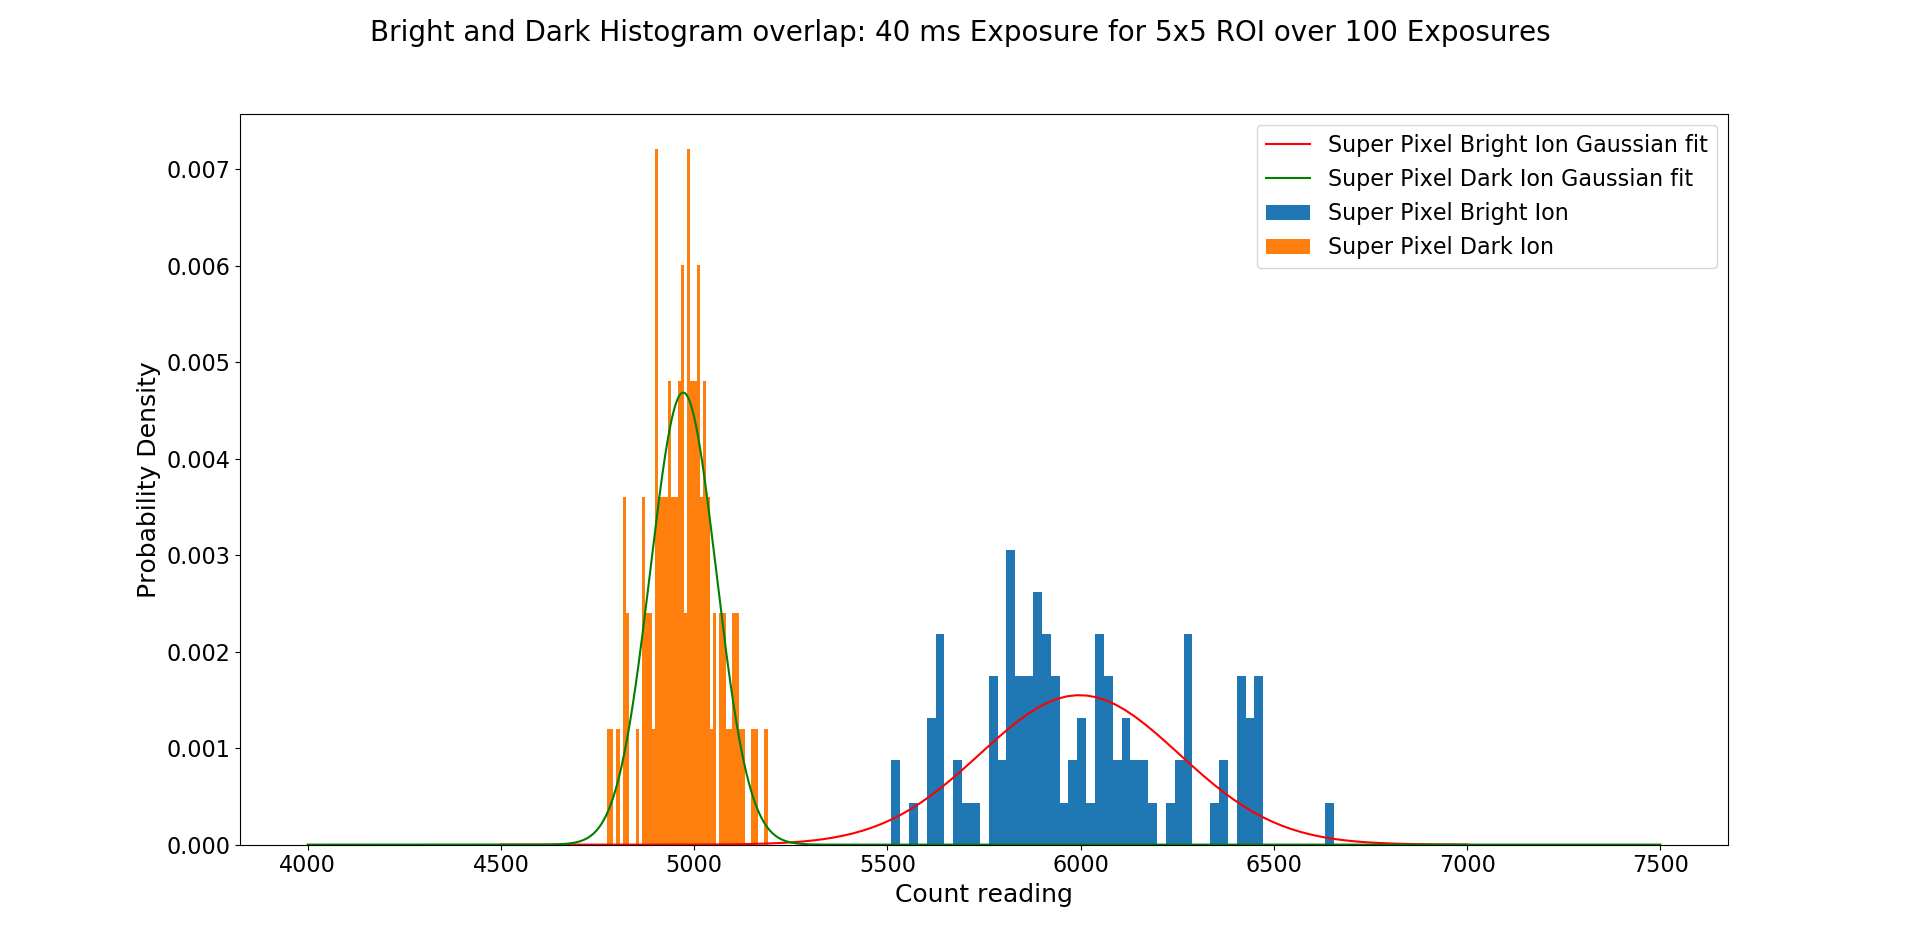 Bright and Dark Histogram overlap: 40 ms Exposure for 5x5 ROI over 100 Exposures
Super Pixel Bright Ion Gaussian fit
Super Pixel Dark Ion Gaussian fit
Super Pixel Bright Ion
Super Pixel Dark Ion
Probability Density
0.007
0.006
0.005
0.004
0.003
0.002
0.001
0.000
4000 4500 5000 5500 6000 6500 7000 7500
Count reading